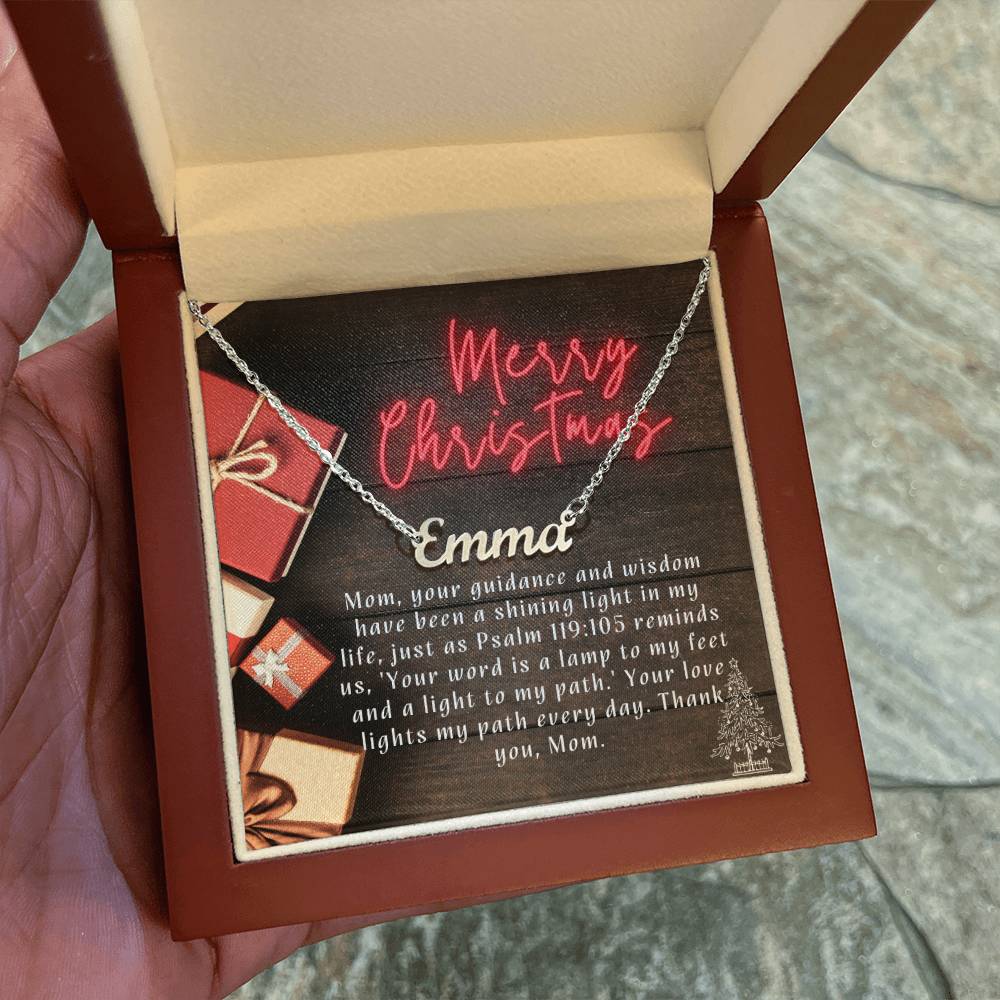 Merry
Christmas
Emma
Mom, your guidance and wisdom
have been a shining light in my
life, just as Psalm 119:105 reminds
us, 'Your word is a lamp to my feet
and a light to my path.' Your love
lights my path every day. Thank
you, Mom.